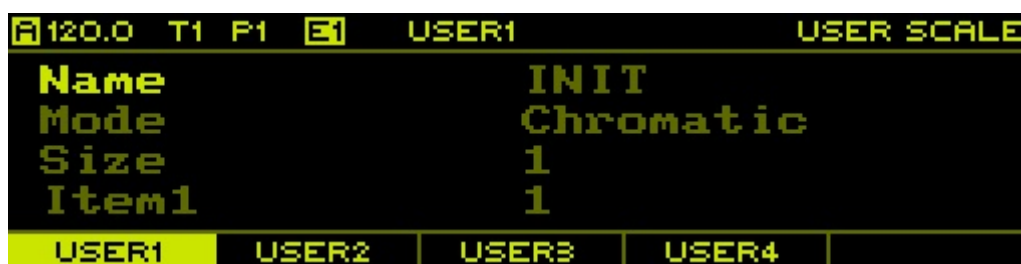 A 120.0 T1 P1 E1 USER1 USER SCALE
Name INIT
Mode Chromatic
Size 1
Item1 1
USER1 USER2 USER3 USER4